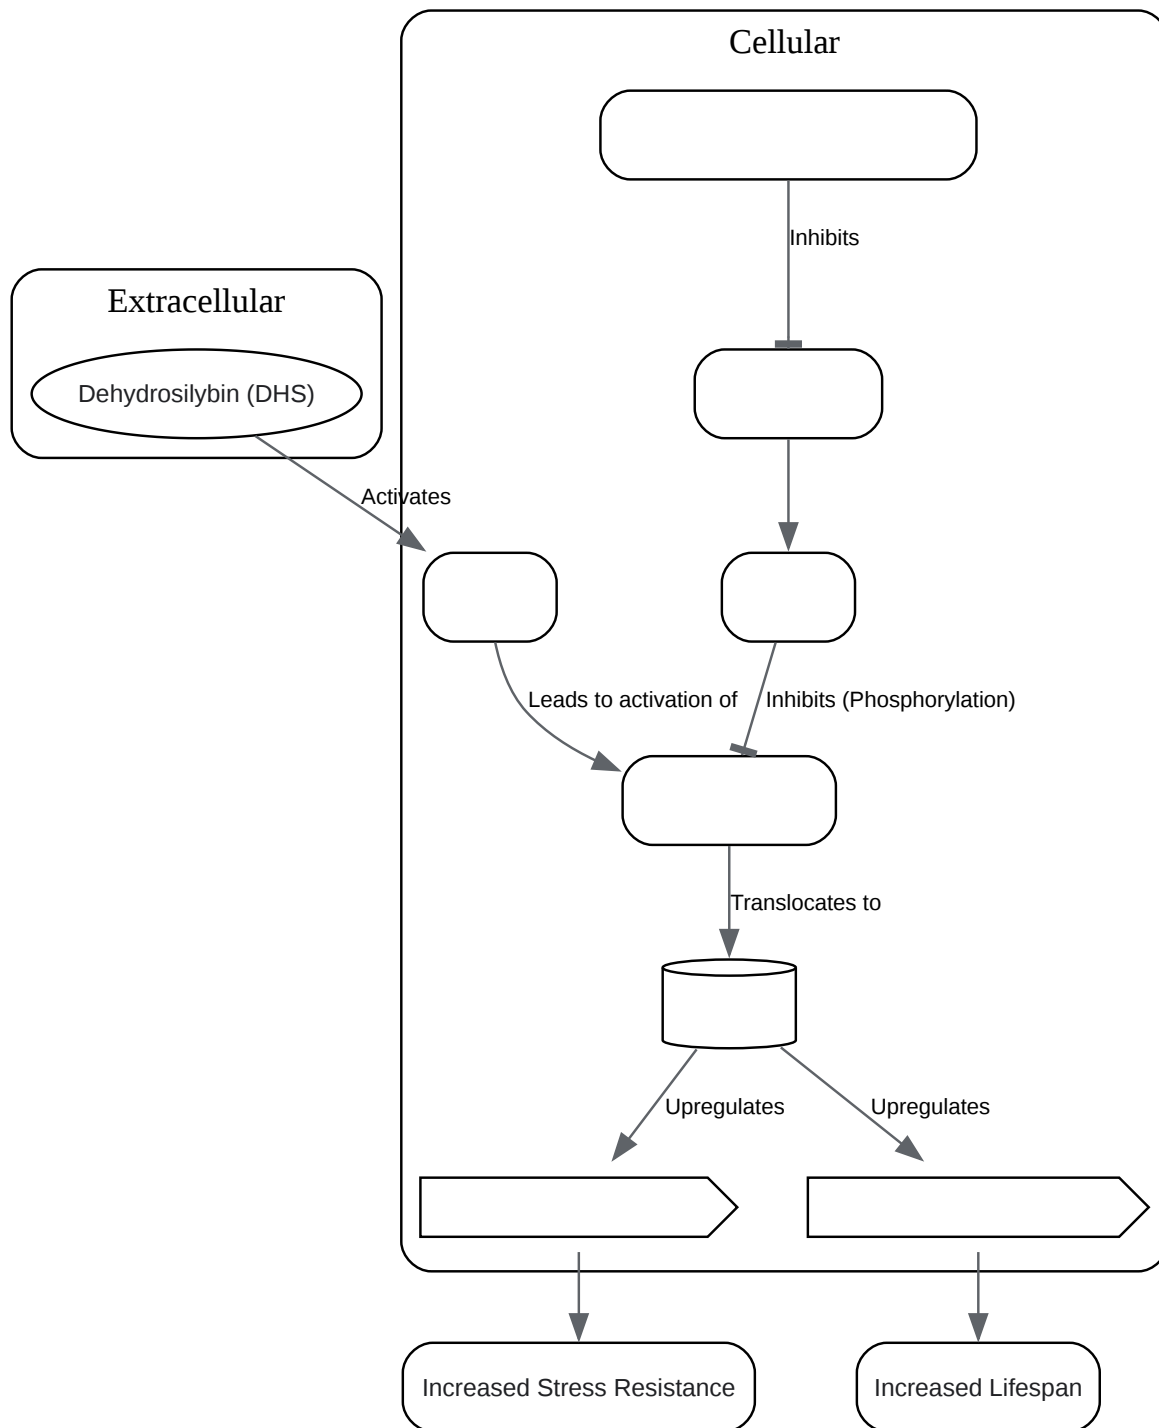 Cellular
Inhibits
Extracellular
Dehydrosilybin (DHS)
Activates
Leads to activation of
Inhibits (Phosphorylation)
Translocates to
Upregulates
Upregulates
Increased Stress Resistance
Increased Lifespan